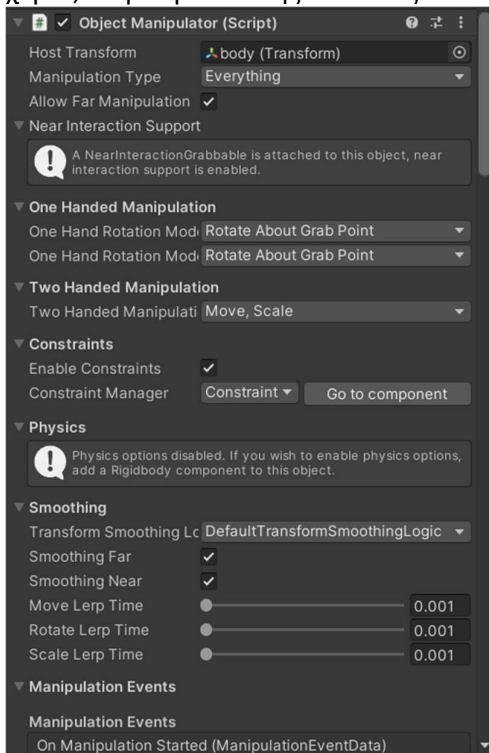 Object Manipulator (Script)
Host Transform body (Transform)
Manipulation Type Everything
Allow Far Manipulation
Near Interaction Support
A NearInteractionGrabbable is attached to this object, near
interaction support is enabled.
One Handed Manipulation
One Hand Rotation Mod Rotate About Grab Point
One Hand Rotation Mod Rotate About Grab Point
Two Handed Manipulation
Two Handed Manipulati Move, Scale
Constraints
Enable Constraints
Constraint Manager Constraint Go to component
Physics
Physics options disabled. If you wish to enable physics options,
add a Rigidbody component to this object.
Smoothing
Transform Smoothing Lo DefaultTransformSmoothingLogic
Smoothing Far
Smoothing Near
Move Lerp Time 0.001
Rotate Lerp Time 0.001
Scale Lerp Time 0.001
Manipulation Events
Manipulation Events
On Manipulation Started (ManipulationEventData)